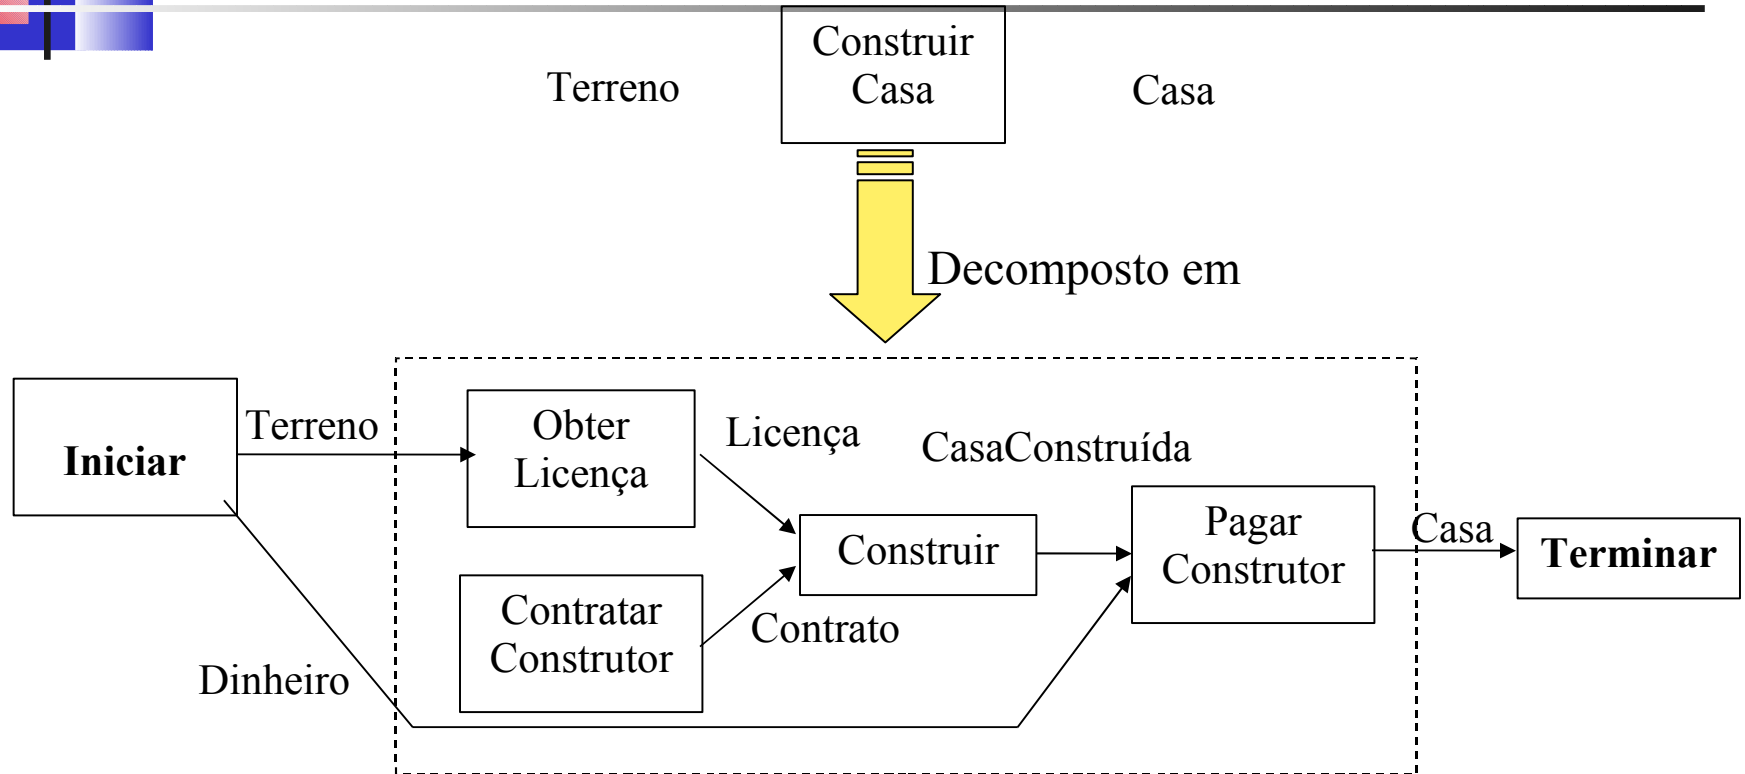 Construir
Casa
Terreno
Casa
Decomposto em
Iniciar
Terreno
Obter
Licença
Licença
CasaConstruída
Construir
Pagar
Construtor
Casa
Terminar
Contratar
Construtor
Contrato
Dinheiro